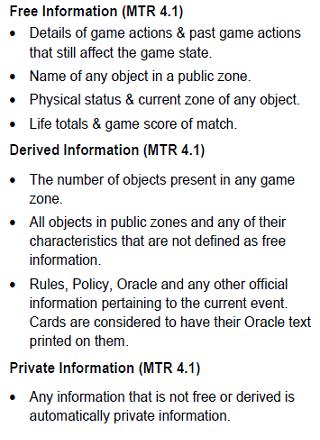 Free Information (MTR 4.1)
• Details of game actions & past game actions
that still affect the game state.
• Name of any object in a public zone.
• Physical status & current zone of any object.
• Life totals & game score of match.
Derived Information (MTR 4.1)
• The number of objects present in any game
zone.
• All objects in public zones and any of their
characteristics that are not defined as free
information.
• Rules, Policy, Oracle and any other official
information pertaining to the current event.
Cards are considered to have their Oracle text
printed on them.
Private Information (MTR 4.1)
• Any information that is not free or derived is
automatically private information.